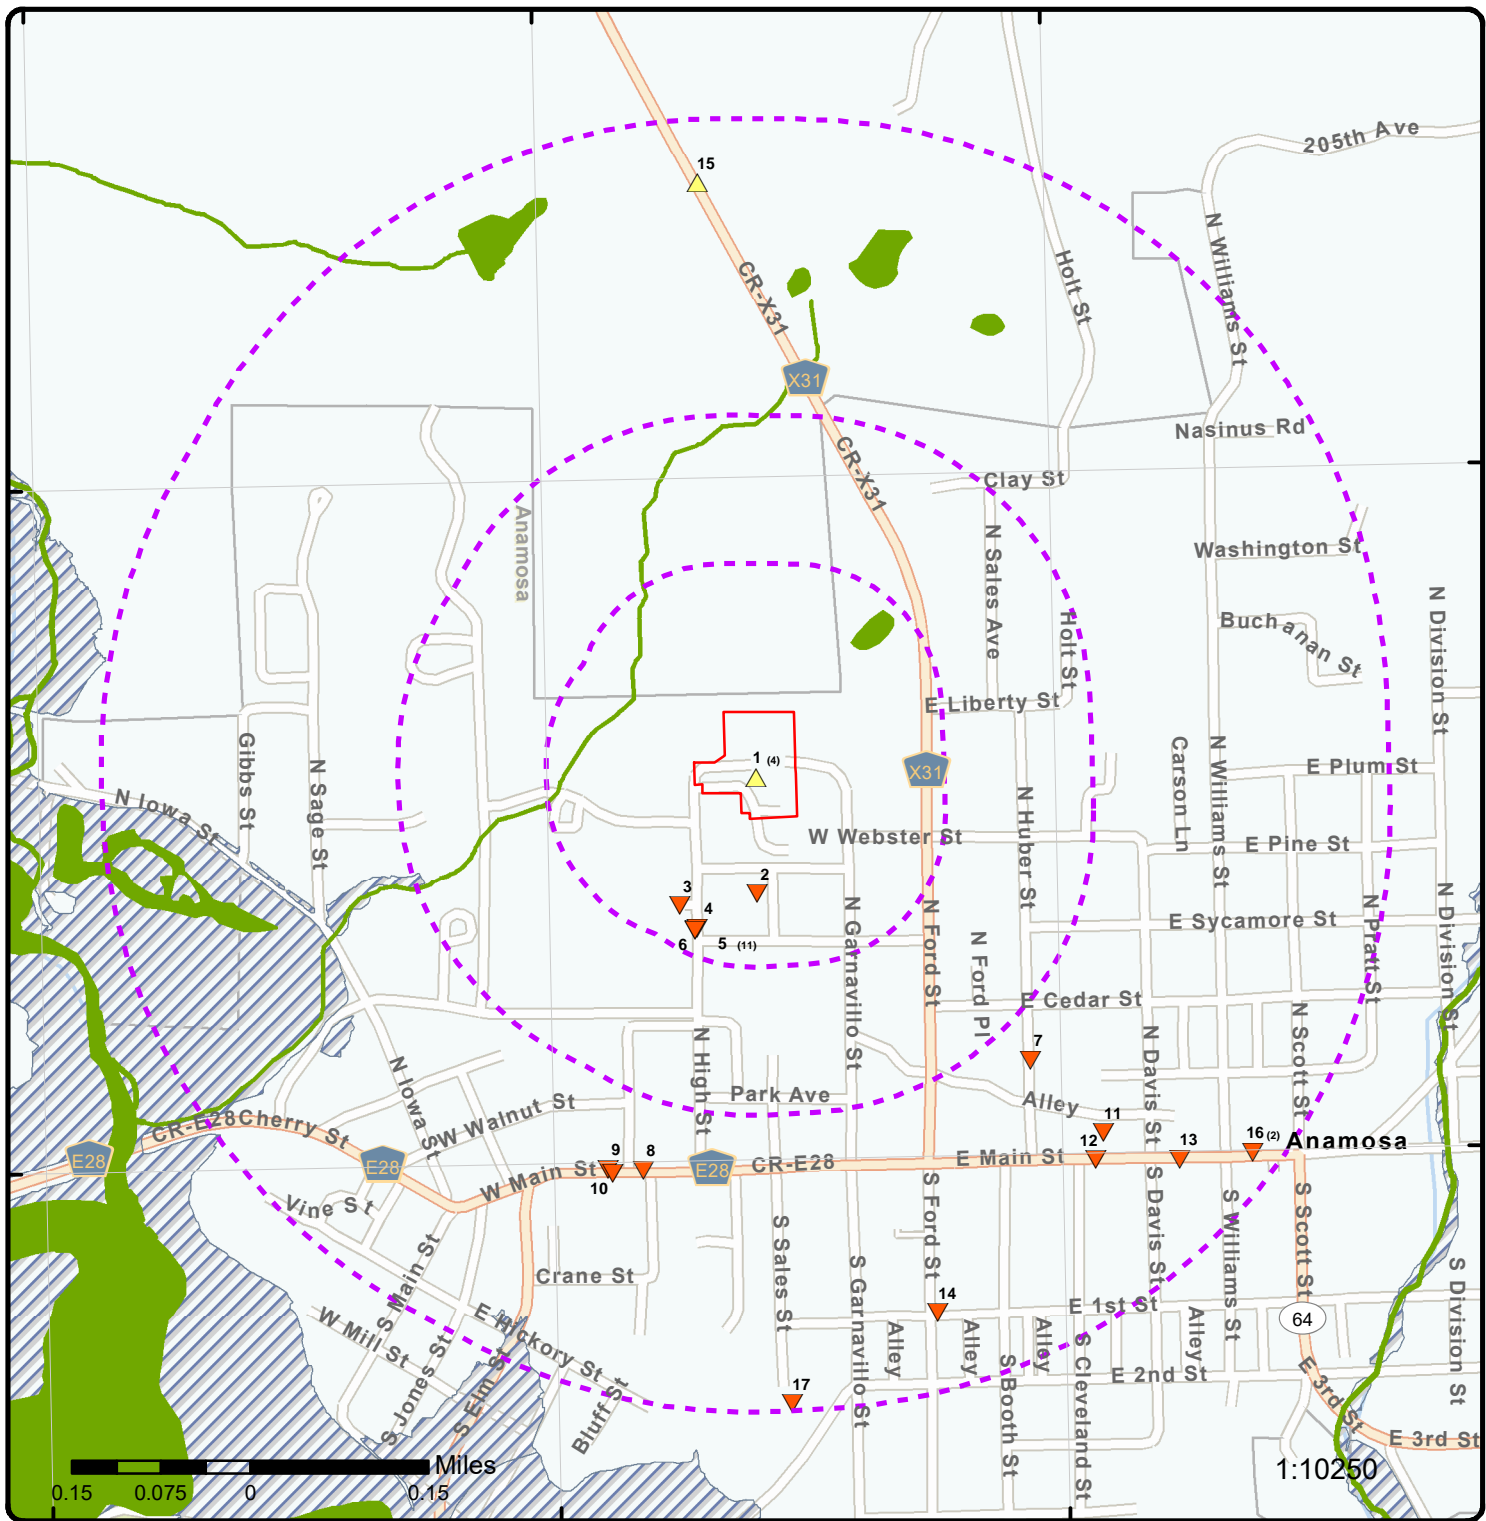 205th Ave
15
CR-X31
Holt St
N Williams St
X31
Nasinus Rd
CR-X31
Clay St
Anamosa
N Sales Ave
Washington St
Holt St
Buchanan St
N Division St
E Liberty St
Gibbs St
N Sage St
1 (4)
X31
Carson Ln
N Williams St
E Plum St
N Iowa St
N Huber St
W Webster St
E Pine St
2
3
4
N Garnavillo St
N Ford St
E Sycamore St
N Pratt St
N Division St
6
5 (11)
N Ford Pl
E Cedar St
N High St
7
N Davis St
N Scott St
N Iowa St
Park Ave
Alley
W Walnut St
CR-E28
Cherry St
11
E28
E28
9
8
10
W Main St
E28
CR-E28
E Main St
12
13
16 (2)
Anamosa
Vine St
S Main St
S Sales St
S Ford St
S Davis St
S Williams St
S Scott St
Crane St
S Garnavillo St
14
E 1st St
64
S Division St
W Mill St
E Hickory St
Alley
Alley
Alley
Alley
S Jones St
S Elm St
Bluff St
17
S Booth St
S Cleveland St
E 2nd St
E 3rd St
E 3rd St
Miles
0.15 0.075 0 0.15
1:10250